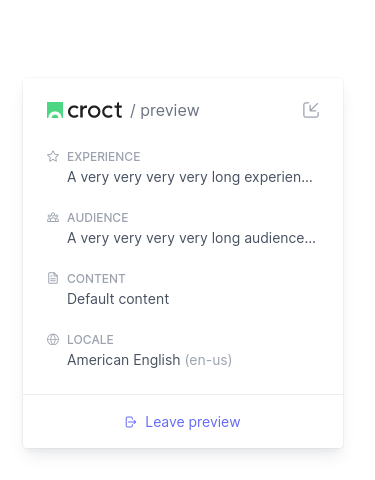 croct / preview
EXPERIENCE
A very very very very long experien...
AUDIENCE
A very very very very long audience...
CONTENT
Default content
LOCALE
American English (en-us)
Leave preview